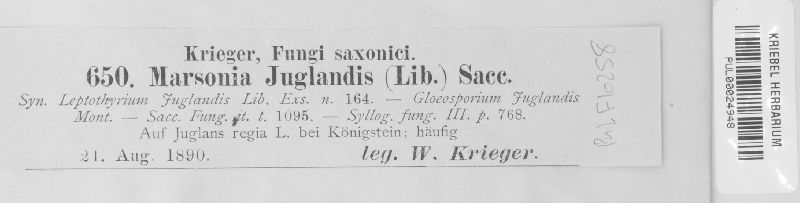 Krieger, Fungi saxonici.
650. Marsonia Juglandis (Lib.) Sacc.
Syn. Leptothyrium Juglandis Lib. Exs. n. 164. — Gloeosporium Juglandis
Mont. — Sacc. Fung. it. t. 1095. — Syllog. fung. III. p. 768.
Auf Juglans regia L. bei Königstein; häufig
21. Aug. 1890. leg. W. Krieger.
KRIEBEL HERBARIUM
PUL00024948